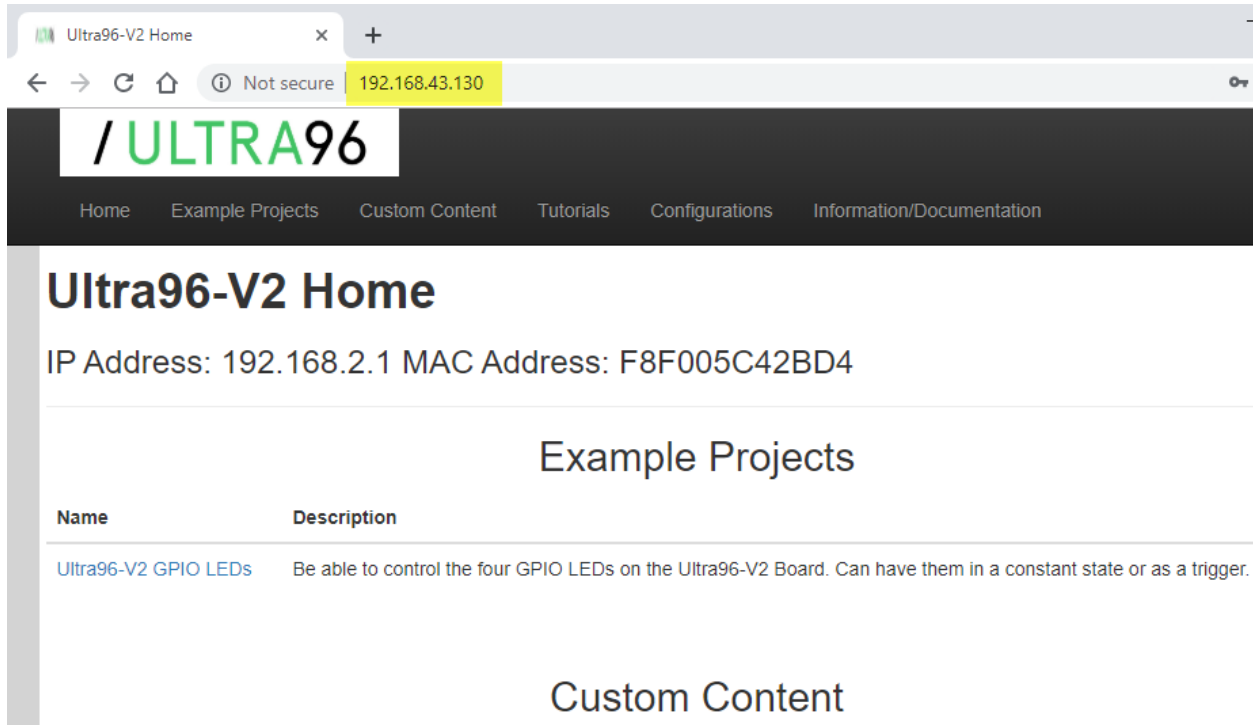 Ultra96-V2 Home
Not secure 192.168.43.130
/ ULTRA96
Home Example Projects Custom Content Tutorials Configurations Information/Documentation
Ultra96-V2 Home
IP Address: 192.168.2.1 MAC Address: F8F005C42BD4
Example Projects
Name Description
Ultra96-V2 GPIO LEDs Be able to control the four GPIO LEDs on the Ultra96-V2 Board. Can have them in a constant state or as a trigger.
Custom Content